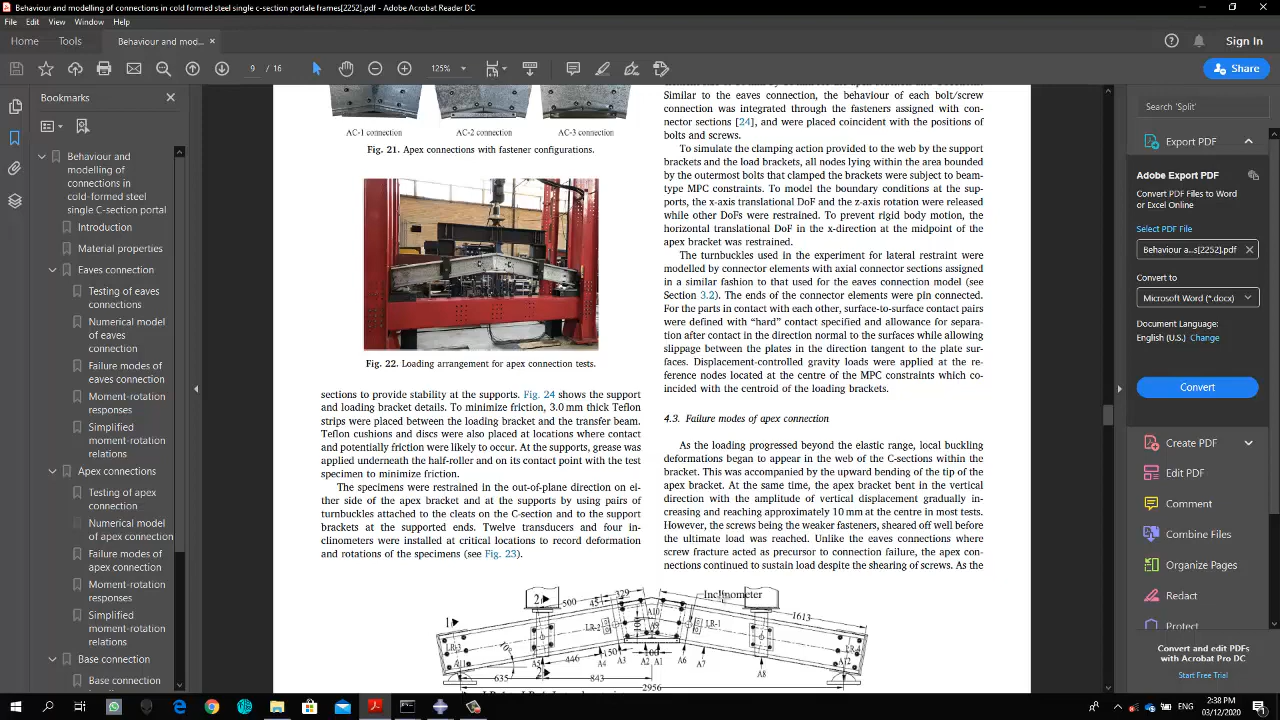 Behaviour and modelling of connections in cold formed steel single c-section portale frames[2252].pdf - Adobe Acrobat Reader DC
File Edit View Window Help
Home Tools Behaviour and mod... × Sign In
9 / 16 125% Share
Bookmarks
Behaviour and
modelling of
connections in
cold-formed steel
single C-section portal
Introduction
Material properties
Eaves connection
Testing of eaves
connections
Numerical model
of eaves
connection
Failure modes of
eaves connection
Moment-rotation
responses
Simplified
moment-rotation
relations
Apex connections
Testing of apex
connection
Numerical model
of apex connection
Failure modes of
apex connection
Moment-rotation
responses
Simplified
moment-rotation
relations
Base connection
Base connection
AC-1 connection AC-2 connection AC-3 connection
Fig. 21. Apex connections with fastener configurations.
Fig. 22. Loading arrangement for apex connection tests.
sections to provide stability at the supports. Fig. 24 shows the support
and loading bracket details. To minimize friction, 3.0 mm thick Teflon
strips were placed between the loading bracket and the transfer beam.
Teflon cushions and discs were also placed at locations where contact
and potentially friction were likely to occur. At the supports, grease was
applied underneath the half-roller and on its contact point with the test
specimen to minimize friction.
The specimens were restrained in the out-of-plane direction on ei-
ther side of the apex bracket and at the supports by using pairs of
turnbuckles attached to the cleats on the C-section and to the support
brackets at the supported ends. Twelve transducers and four in-
clinometers were installed at critical locations to record deformation
and rotations of the specimens (see Fig. 23).
Similar to the eaves connection, the behaviour of each bolt/screw
connection was integrated through the fasteners assigned with con-
nector sections [24], and were placed coincident with the positions of
bolts and screws.
To simulate the clamping action provided to the web by the support
brackets and the load brackets, all nodes lying within the area bounded
by the outermost bolts that clamped the brackets were subject to beam-
type MPC constraints. To model the boundary conditions at the sup-
ports, the x-axis translational DoF and the z-axis rotation were released
while other DoFs were restrained. To prevent rigid body motion, the
horizontal translational DoF in the x-direction at the midpoint of the
apex bracket was restrained.
The turnbuckles used in the experiment for lateral restraint were
modelled by connector elements with axial connector sections assigned
in a similar fashion to that used for the eaves connection model (see
Section 3.2). The ends of the connector elements were pin connected.
For the parts in contact with each other, surface-to-surface contact pairs
were defined with “hard” contact specified and allowance for separa-
tion after contact in the direction normal to the surfaces while allowing
slippage between the plates in the direction tangent to the plate sur-
faces. Displacement-controlled gravity loads were applied at the re-
ference nodes located at the centre of the MPC constraints which co-
incided with the centroid of the loading brackets.
4.3. Failure modes of apex connection
As the loading progressed beyond the elastic range, local buckling
deformations began to appear in the web of the C-sections within the
bracket. This was accompanied by the upward bending of the tip of the
apex bracket. At the same time, the apex bracket bent in the vertical
direction with the amplitude of vertical displacement gradually in-
creasing and reaching approximately 10 mm at the centre in most tests.
However, the screws being the weaker fasteners, sheared off well before
the ultimate load was reached. Unlike the eaves connections where
screw fracture acted as precursor to connection failure, the apex con-
nections continued to sustain load despite the shearing of screws. As the
2 500 45 329 Inclinometer
1 A10 1613
LR-3 LR-2 LR-1
10° 150 100
A11 A5 446 A4 A3 A2 A1 A6 A7 A12
635 843 A8
2956
Search 'Split'
Export PDF
Adobe Export PDF
Convert PDF Files to Word
or Excel Online
Select PDF File
Behaviour a...s[2252].pdf ×
Convert to
Microsoft Word (*.docx)
Document Language:
English (U.S.) Change
Convert
Create PDF
Edit PDF
Comment
Combine Files
Organize Pages
Redact
Protect
Convert and edit PDFs
with Acrobat Pro DC
Start Free Trial
2:38 PM
03/12/2020